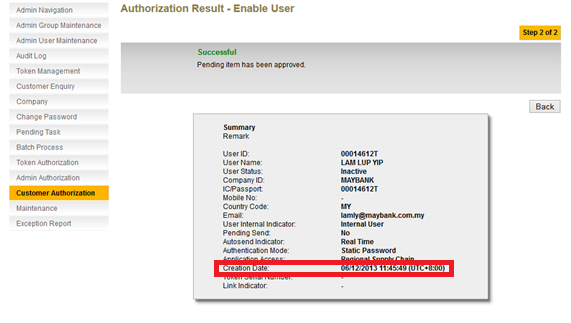 Admin Navigation
Admin Group Maintenance
Admin User Maintenance
Audit Log
Token Management
Customer Enquiry
Company
Change Password
Pending Task
Batch Process
Token Authorization
Admin Authorization
Customer Authorization
Maintenance
Exception Report
Authorization Result - Enable User
Step 2 of 2
Successful
Pending item has been approved.
Back
Summary
Remark
User ID: 00014612T
User Name: LAM LUP YIP
User Status: Inactive
Company ID: MAYBANK
IC/Passport: 00014612T
Mobile No: -
Country Code: MY
Email: lamly@maybank.com.my
User Internal Indicator: Internal User
Pending Send: No
Autosend Indicator: Real Time
Authentication Mode: Static Password
Application Access: Regional Supply Chain
Creation Date: 06/12/2013 11:45:49 (UTC+8:00)
Token Serial Number: -
Link Indicator: -